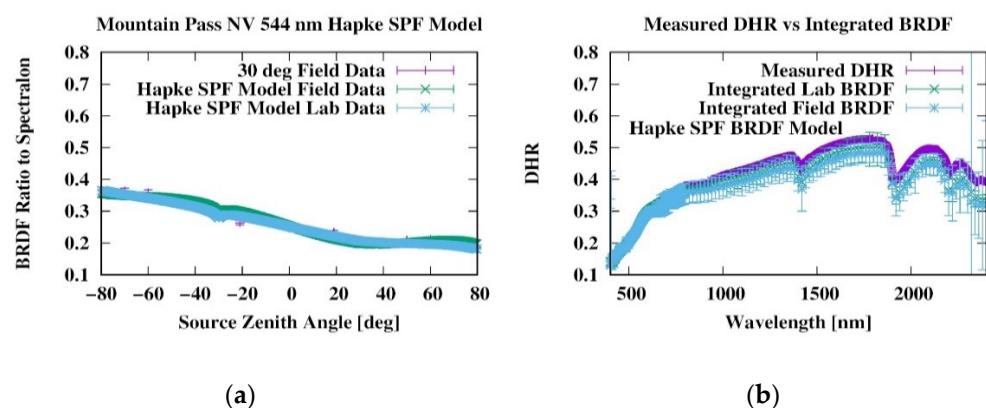 Mountain Pass NV 544 nm Hapke SPF Model
0.8
0.7
0.6
0.5
0.4
0.3
0.2
0.1
BRDF Ratio to Spectralon
30 deg Field Data
Hapke SPF Model Field Data
Hapke SPF Model Lab Data
−80 −60 −40 −20 0 20 40 60 80
Source Zenith Angle [deg]
(a)
Measured DHR vs Integrated BRDF
0.8
0.7
0.6
0.5
0.4
0.3
0.2
0.1
DHR
Measured DHR
Integrated Lab BRDF
Integrated Field BRDF
Hapke SPF BRDF Model
500 1000 1500 2000
Wavelength [nm]
(b)